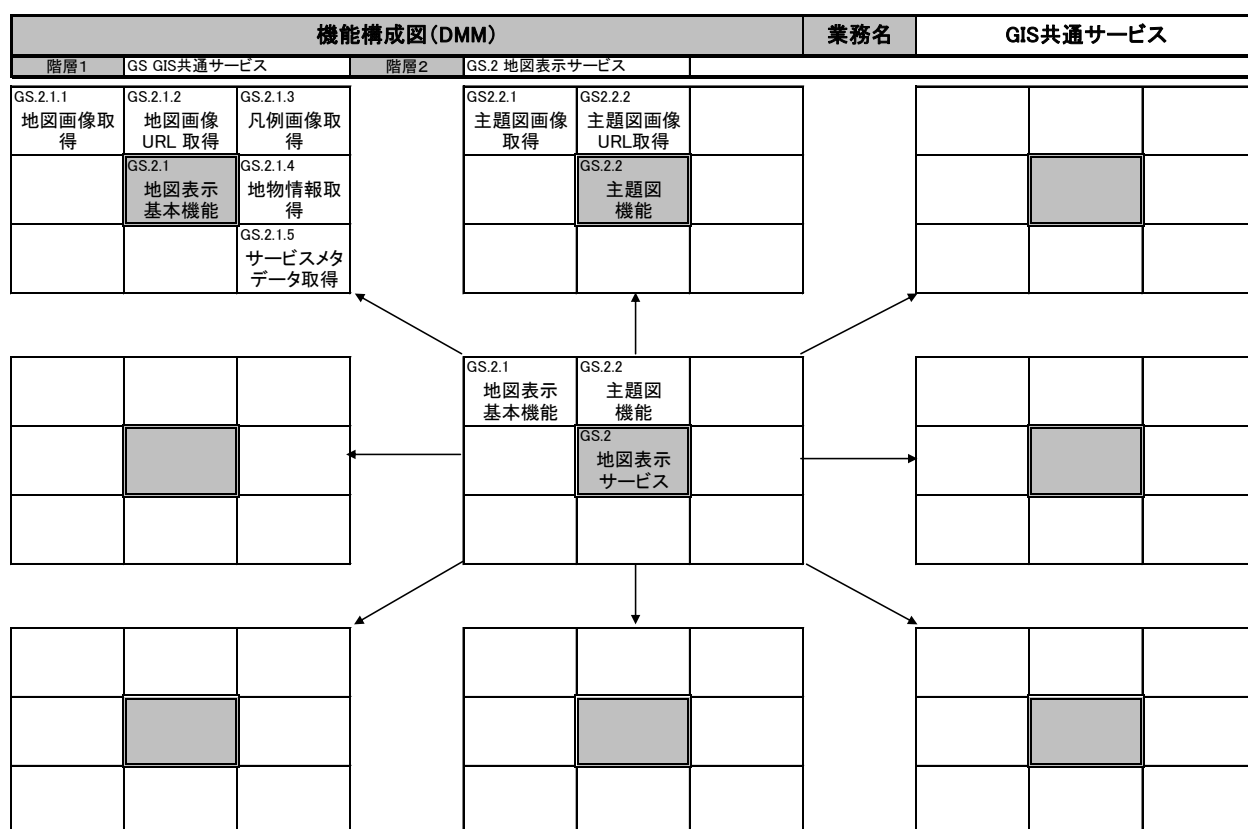 機能構成図(DMM)
業務名
GIS共通サービス
階層1
GS GIS共通サービス
階層2
GS.2 地図表示サービス
GS.2.1.1
地図画像取
得
GS.2.1.2
地図画像
URL 取得
GS.2.1.3
凡例画像取
得
GS.2.1
地図表示
基本機能
GS.2.1.4
地物情報取
得
GS.2.1.5
サービスメタ
データ取得
GS2.2.1
主題図画像
取得
GS2.2.2
主題図画像
URL取得
GS.2.2
主題図
機能
GS.2.1
地図表示
基本機能
GS.2.2
主題図
機能
GS.2
地図表示
サービス